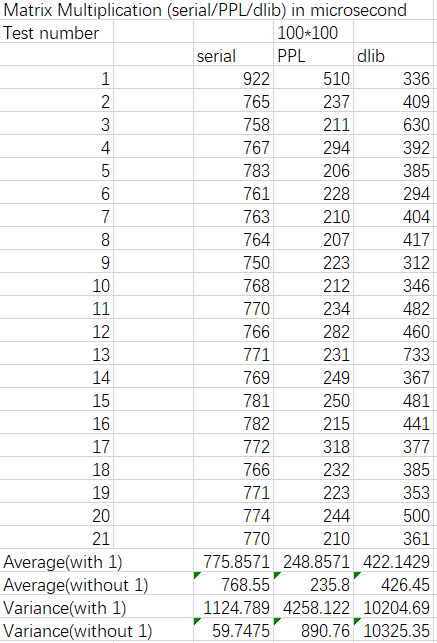 Matrix Multiplication (serial/PPL/dlib) in microsecond
Test number 100*100
serial PPL dlib
1 922 510 336
2 765 237 409
3 758 211 630
4 767 294 392
5 783 206 385
6 761 228 294
7 763 210 404
8 764 207 417
9 750 223 312
10 768 212 346
11 770 234 482
12 766 282 460
13 771 231 733
14 769 249 367
15 781 250 481
16 782 215 441
17 772 318 377
18 766 232 385
19 771 223 353
20 774 244 500
21 770 210 361
Average(with 1) 775.8571 248.8571 422.1429
Average(without 1) 768.55 235.8 426.45
Variance(with 1) 1124.789 4258.122 10204.69
Variance(without 1) 59.7475 890.76 10325.35